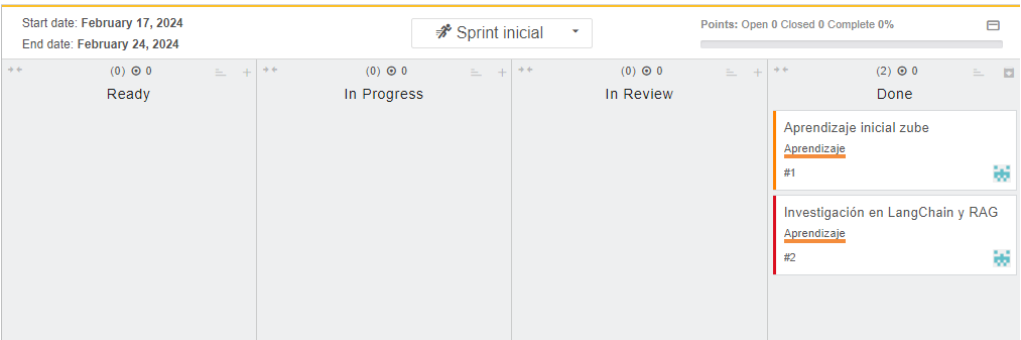 Start date: February 17, 2024
End date: February 24, 2024
Sprint inicial
Points: Open 0 Closed 0 Complete 0%
(0) 0
Ready
(0) 0
In Progress
(0) 0
In Review
(2) 0
Done
Aprendizaje inicial zube
Aprendizaje
#1
Investigación en LangChain y RAG
Aprendizaje
#2